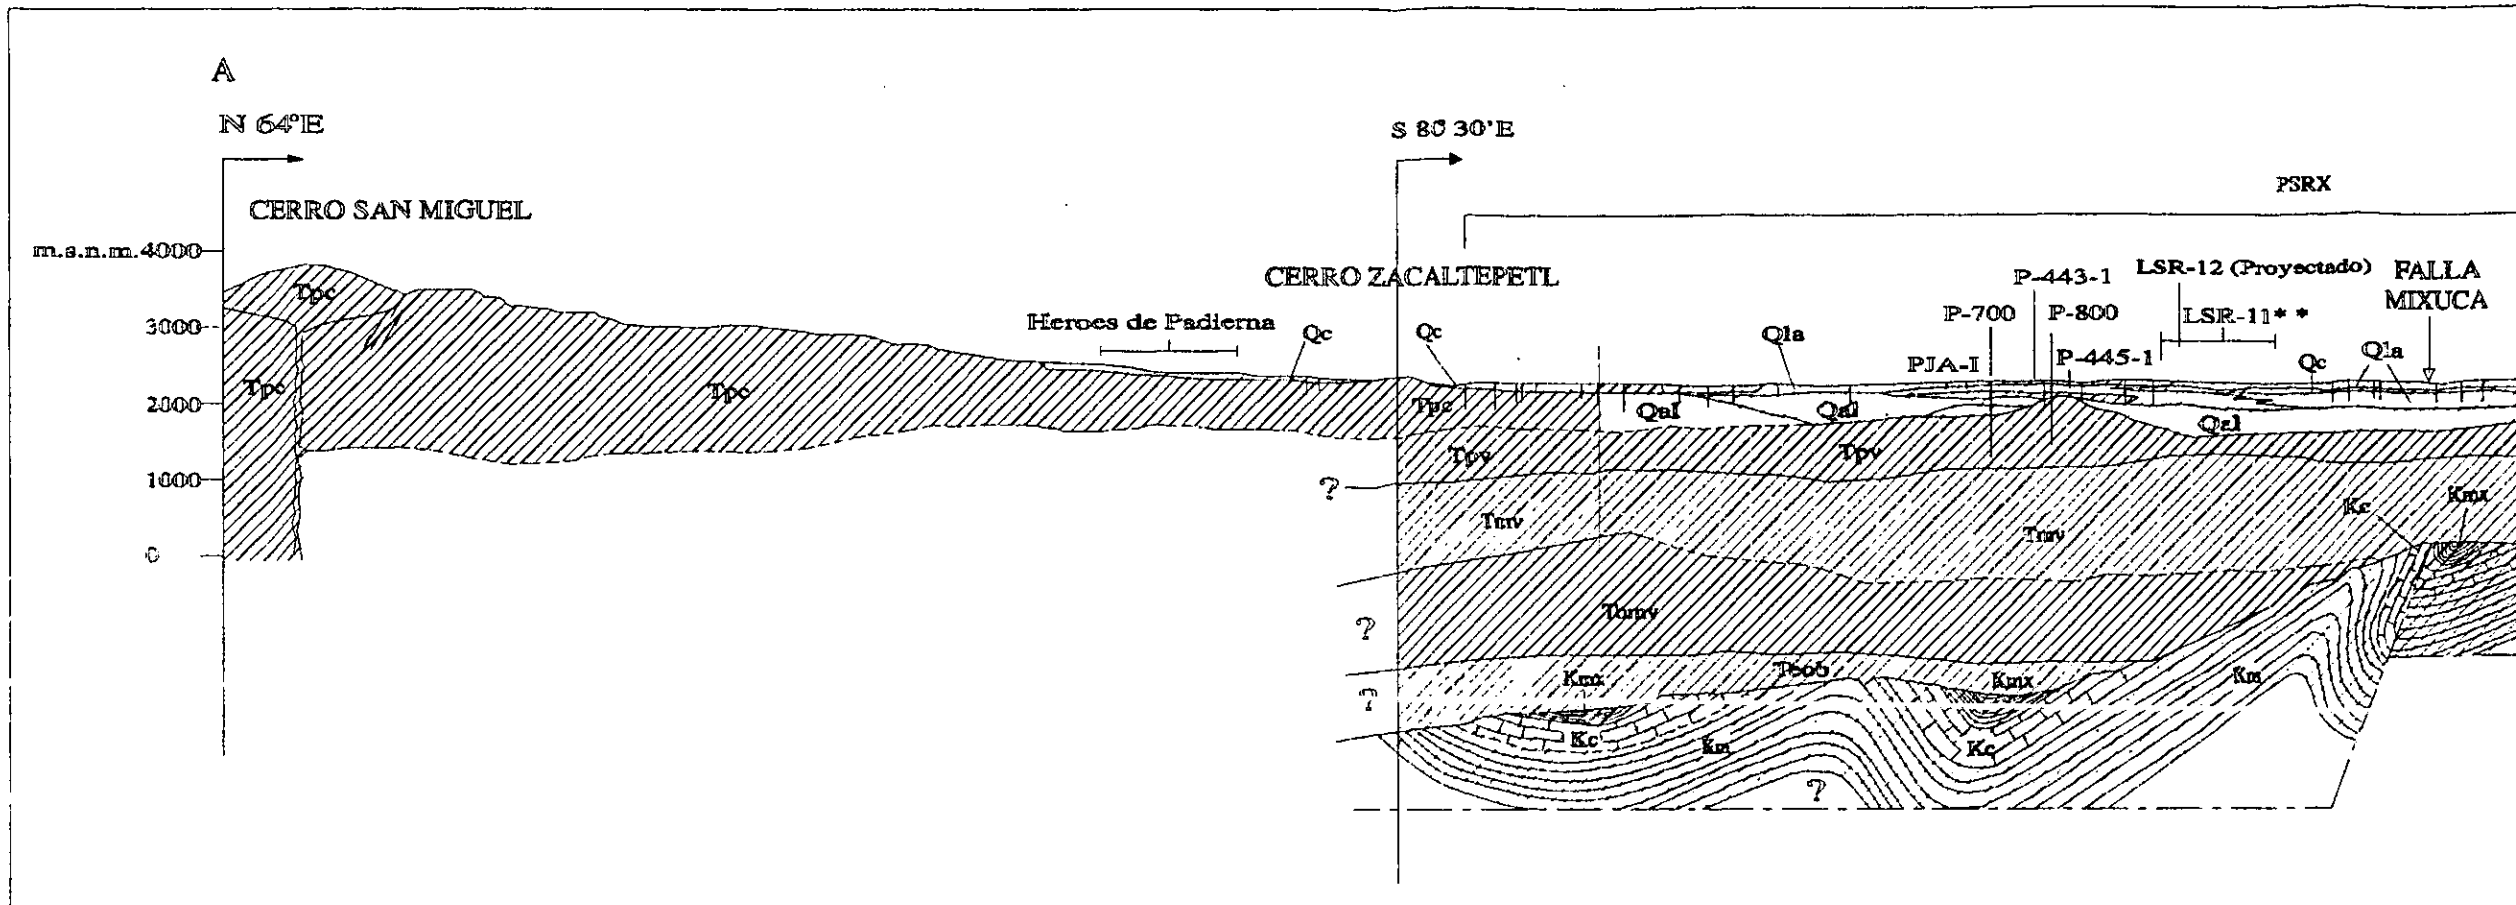 A
N 64°E
S 80 30'E
PSRX
CERRO SAN MIGUEL
m.s.n.m. 4000
CERRO ZACALTEPETL
P-443-1
LSR-12 (Proyectado)
FALLA
MIXUCA
Tpc
3000
Heroes de Padierna
Qc
Qc
Qla
P-700
P-800
LSR-11**
PJA-I
P-445-1
Qc
Qla
Tpc
Tpc
2000
Tpc
Qal
Qal
Qal
Tpv
Tpv
1000
?
Kmx
Kc
Tmv
Tmv
0
Tomv
?
Kmx
Kmx
Km
?
Kc
Km
Kc
?